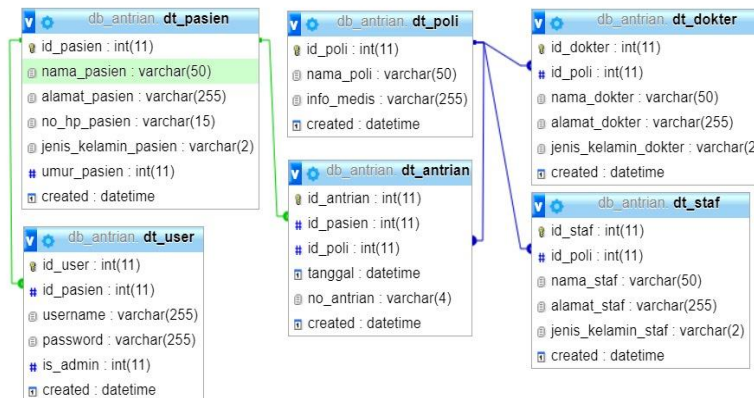 db_antrian dt_pasien
id_pasien : int(11)
nama_pasien : varchar(50)
alamat_pasien : varchar(255)
no_hp_pasien : varchar(15)
jenis_kelamin_pasien : varchar(2)
umur_pasien : int(11)
created : datetime
db_antrian dt_poli
id_poli : int(11)
nama_poli : varchar(50)
info_medis : varchar(255)
created : datetime
db_antrian dt_dokter
id_dokter : int(11)
id_poli : int(11)
nama_dokter : varchar(50)
alamat_dokter : varchar(255)
jenis_kelamin_dokter : varchar(2
created : datetime
db_antrian dt_user
id_user : int(11)
id_pasien : int(11)
username : varchar(255)
password : varchar(255)
is_admin : int(11)
created : datetime
db_antrian. dt_antrian
id_antrian : int(11)
id_pasien : int(11)
id_poli : int(11)
tanggal : datetime
no_antrian : varchar(4)
created : datetime
db_antrian. dt_staf
id_staf : int(11)
id_poli : int(11)
nama_staf : varchar(50)
alamat_staf : varchar(255)
jenis_kelamin_staf : varchar(2)
created : datetime